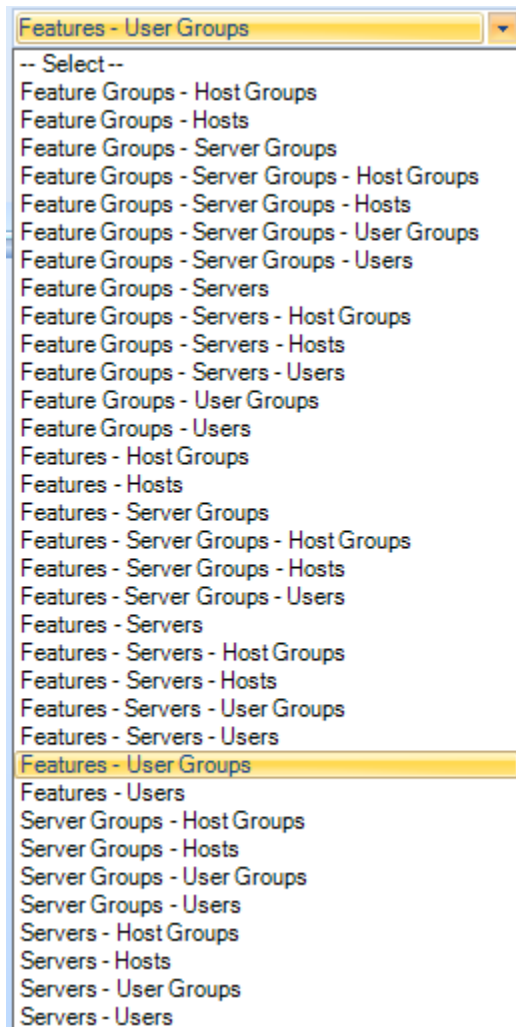 Features - User Groups
-- Select --
Feature Groups - Host Groups
Feature Groups - Hosts
Feature Groups - Server Groups
Feature Groups - Server Groups - Host Groups
Feature Groups - Server Groups - Hosts
Feature Groups - Server Groups - User Groups
Feature Groups - Server Groups - Users
Feature Groups - Servers
Feature Groups - Servers - Host Groups
Feature Groups - Servers - Hosts
Feature Groups - Servers - Users
Feature Groups - User Groups
Feature Groups - Users
Features - Host Groups
Features - Hosts
Features - Server Groups
Features - Server Groups - Host Groups
Features - Server Groups - Hosts
Features - Server Groups - Users
Features - Servers
Features - Servers - Host Groups
Features - Servers - Hosts
Features - Servers - User Groups
Features - Servers - Users
Features - User Groups
Features - Users
Server Groups - Host Groups
Server Groups - Hosts
Server Groups - User Groups
Server Groups - Users
Servers - Host Groups
Servers - Hosts
Servers - User Groups
Servers - Users